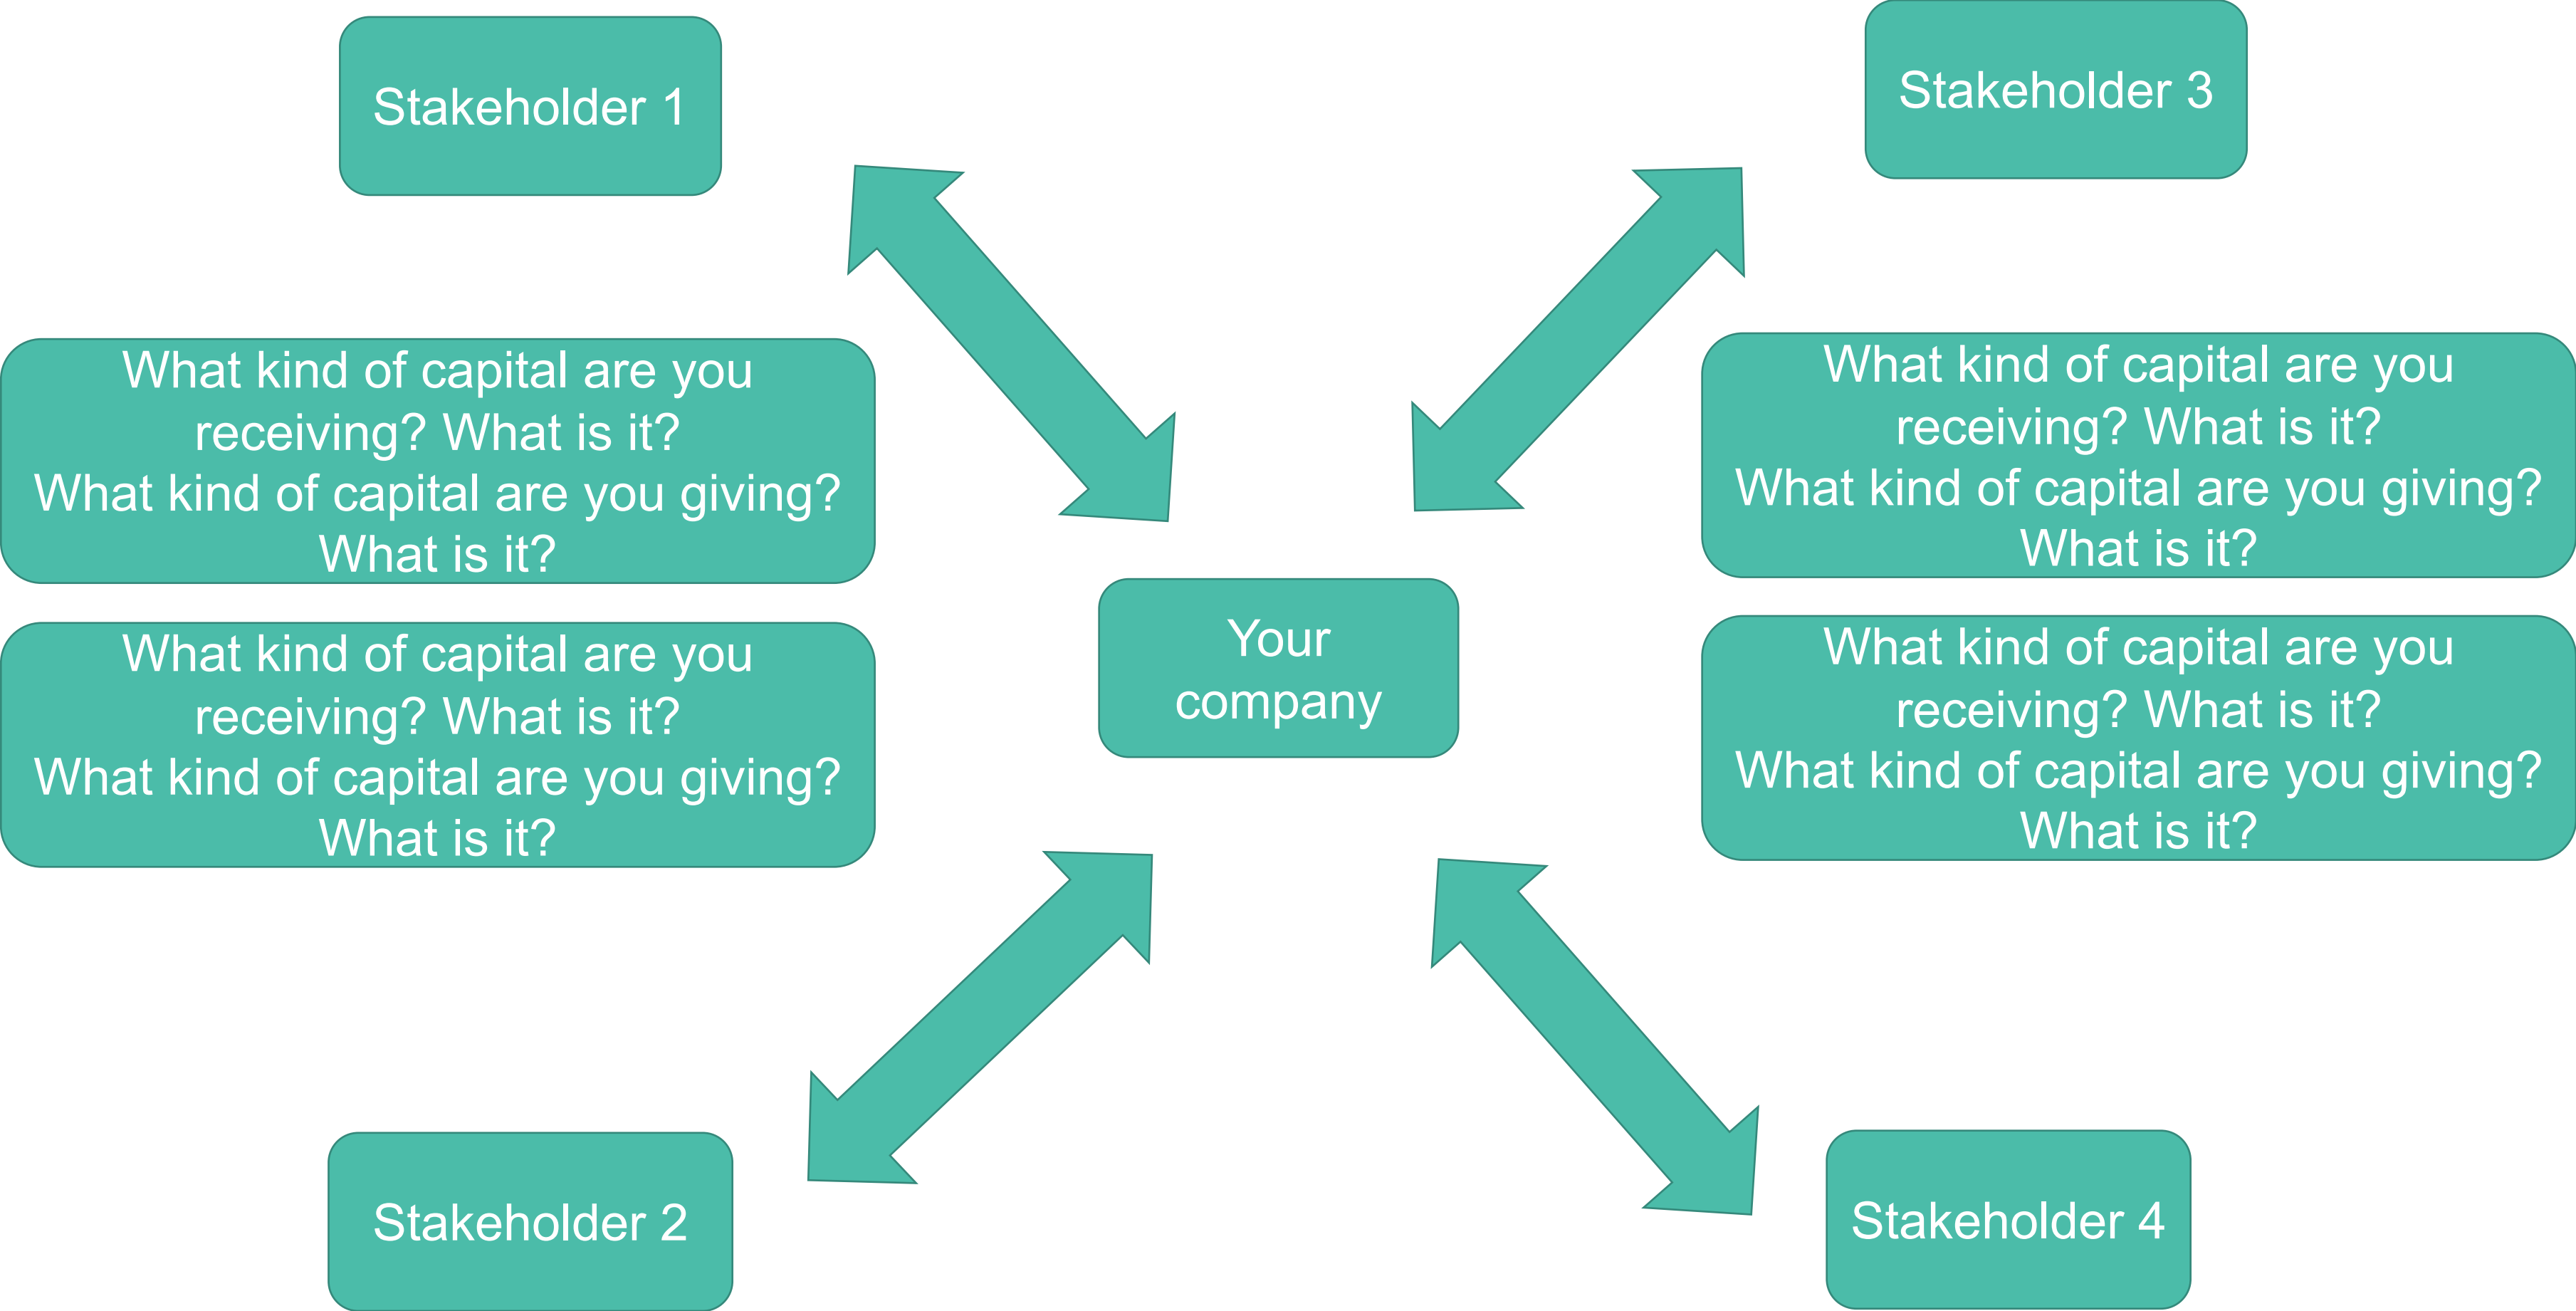 Stakeholder 1
Stakeholder 3
What kind of capital are you
receiving? What is it?
What kind of capital are you giving?
What is it?
What kind of capital are you
receiving? What is it?
What kind of capital are you giving?
What is it?
Your
company
What kind of capital are you
receiving? What is it?
What kind of capital are you giving?
What is it?
What kind of capital are you
receiving? What is it?
What kind of capital are you giving?
What is it?
Stakeholder 2
Stakeholder 4